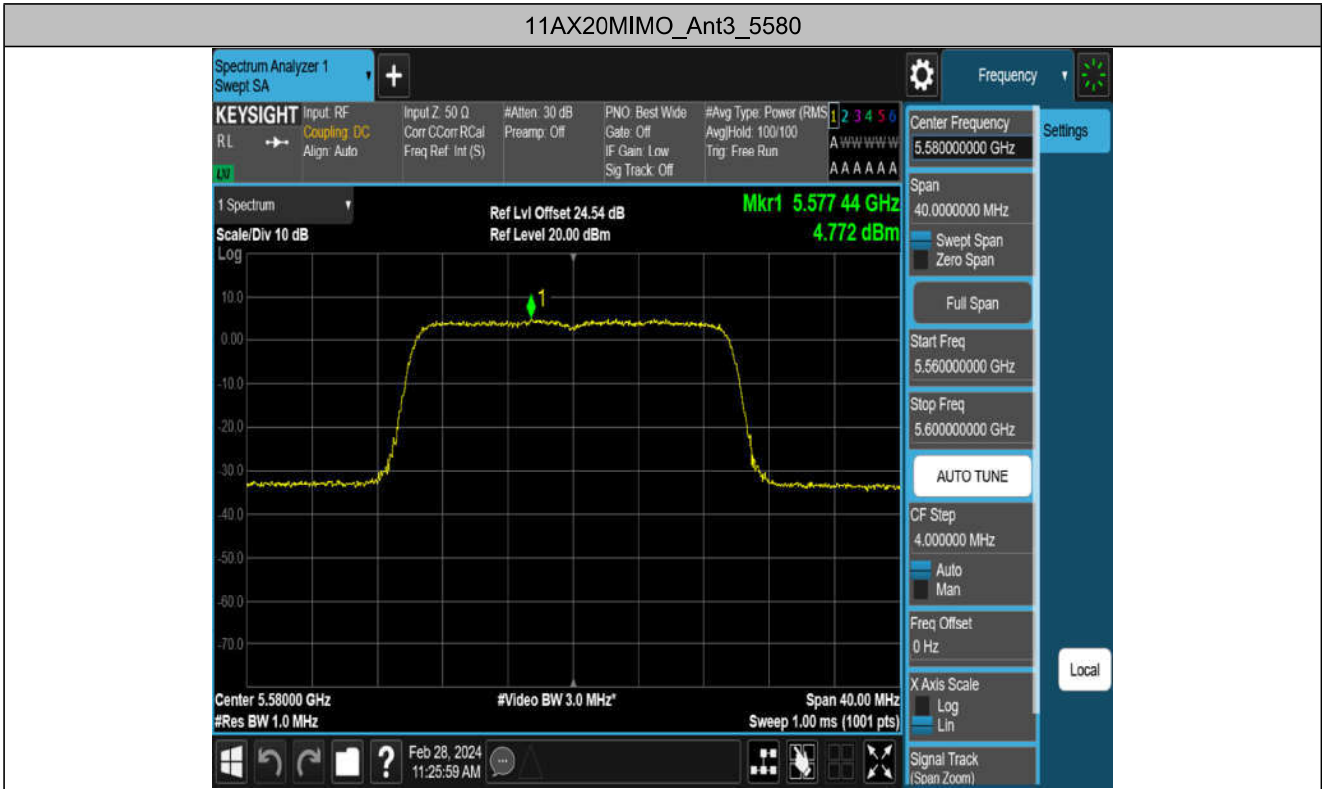 11AX20MIMO_Ant3_5580
Spectrum Analyzer 1
Swept SA
+
Frequency
KEYSIGHT
RL
LXI
Input: RF
Coupling: DC
Align: Auto
Input Z: 50 Ω
Corr CCorr RCal
Freq Ref: Int (S)
#Atten: 30 dB
Preamp: Off
PNO: Best Wide
Gate: Off
IF Gain: Low
Sig Track: Off
#Avg Type: Power (RMS
Avg|Hold: 100/100
Trig: Free Run
1 2 3 4 5 6
A W W W W W
A A A A A A
1 Spectrum
Scale/Div 10 dB
Log
Ref Lvl Offset 24.54 dB
Ref Level 20.00 dBm
Mkr1 5.577 44 GHz
4.772 dBm
1
10.0
0.00
-10.0
-20.0
-30.0
-40.0
-50.0
-60.0
-70.0
Center 5.58000 GHz
#Res BW 1.0 MHz
#Video BW 3.0 MHz*
Span 40.00 MHz
Sweep 1.00 ms (1001 pts)
Center Frequency
5.580000000 GHz
Settings
Span
40.0000000 MHz
Swept Span
Zero Span
Full Span
Start Freq
5.560000000 GHz
Stop Freq
5.600000000 GHz
AUTO TUNE
CF Step
4.000000 MHz
Auto
Man
Freq Offset
0 Hz
X Axis Scale
Log
Lin
Local
Signal Track
(Span Zoom)
?
Feb 28, 2024
11:25:59 AM